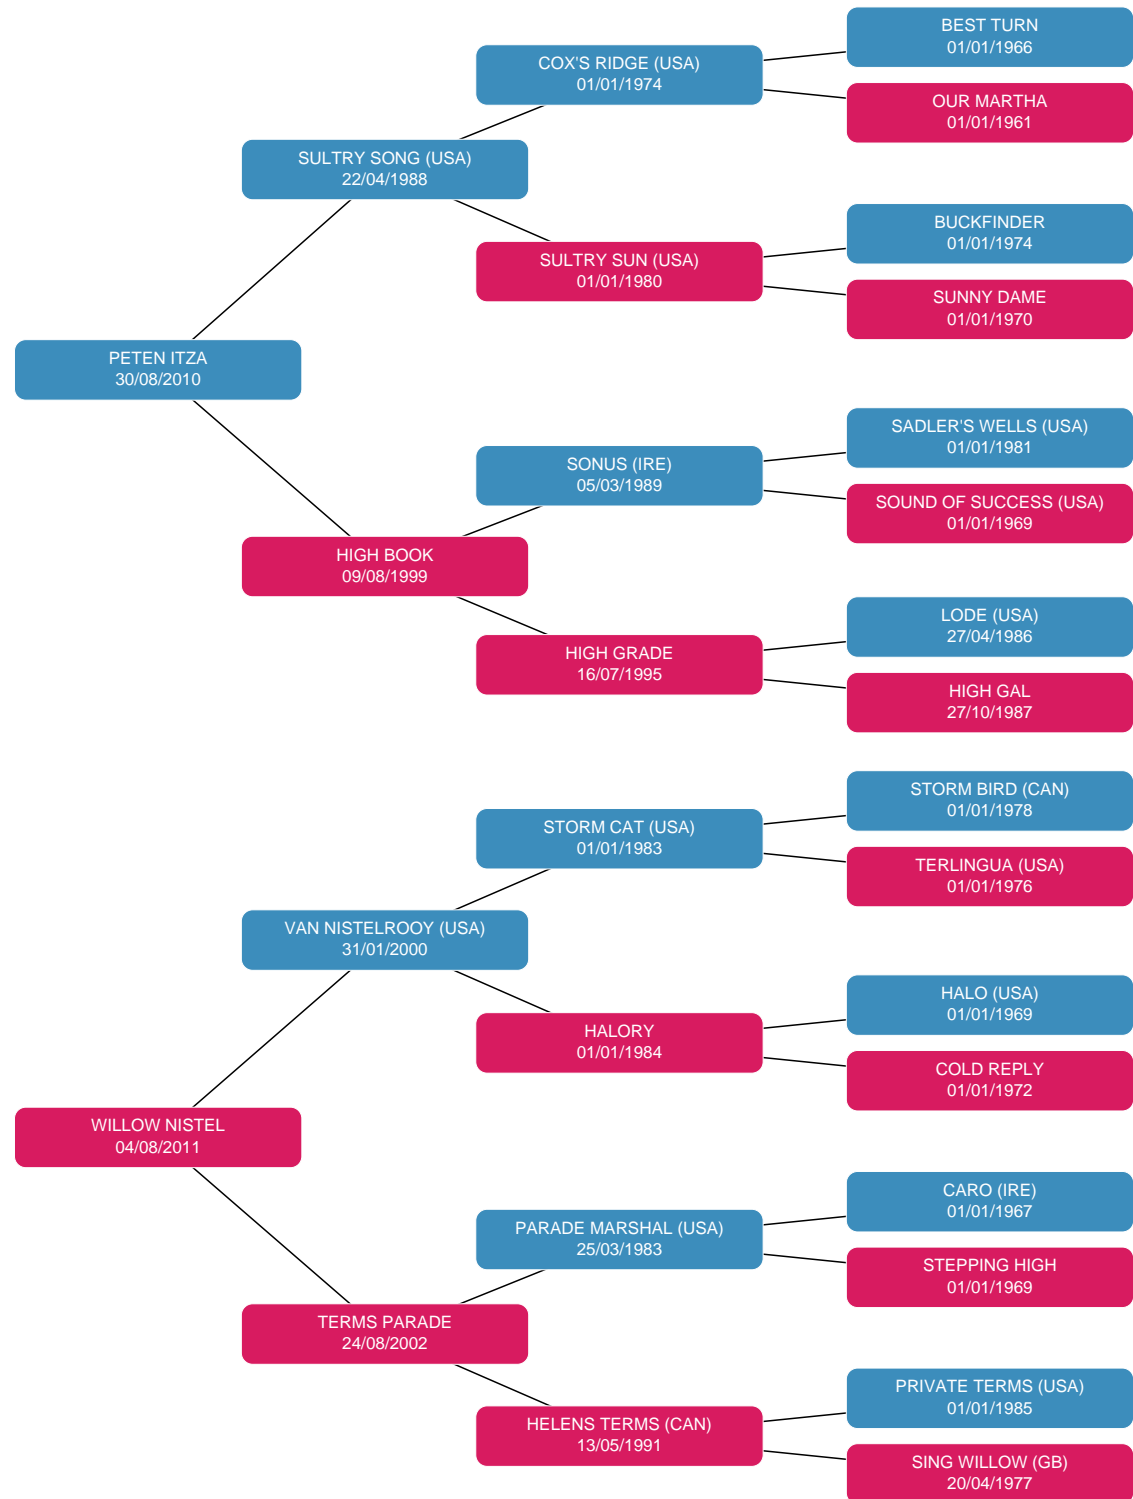 BEST TURN
01/01/1966
COX'S RIDGE (USA)
01/01/1974
OUR MARTHA
01/01/1961
SULTRY SONG (USA)
22/04/1988
BUCKFINDER
01/01/1974
SULTRY SUN (USA)
01/01/1980
SUNNY DAME
01/01/1970
PETEN ITZA
30/08/2010
SADLER'S WELLS (USA)
01/01/1981
SONUS (IRE)
05/03/1989
SOUND OF SUCCESS (USA)
01/01/1969
HIGH BOOK
09/08/1999
LODE (USA)
27/04/1986
HIGH GRADE
16/07/1995
HIGH GAL
27/10/1987
STORM BIRD (CAN)
01/01/1978
STORM CAT (USA)
01/01/1983
TERLINGUA (USA)
01/01/1976
VAN NISTELROOY (USA)
31/01/2000
HALO (USA)
01/01/1969
HALORY
01/01/1984
COLD REPLY
01/01/1972
WILLOW NISTEL
04/08/2011
CARO (IRE)
01/01/1967
PARADE MARSHAL (USA)
25/03/1983
STEPPING HIGH
01/01/1969
TERMS PARADE
24/08/2002
PRIVATE TERMS (USA)
01/01/1985
HELENS TERMS (CAN)
13/05/1991
SING WILLOW (GB)
20/04/1977